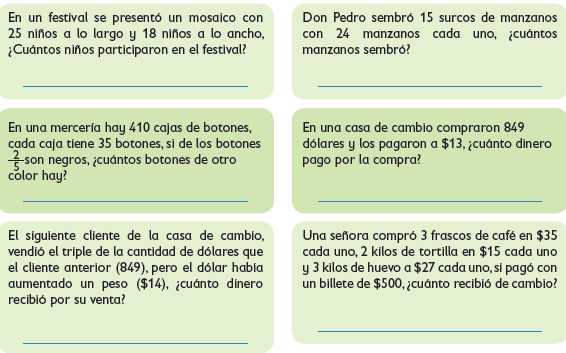 En un festival se presentó un mosaico con
25 niños a lo largo y 18 niños a lo ancho,
¿Cuántos niños participaron en el festival?
Don Pedro sembró 15 surcos de manzanos
con 24 manzanos cada uno, ¿cuántos
manzanos sembró?
En una mercería hay 410 cajas de botones,
cada caja tiene 35 botones, si de los botones
2/5 son negros, ¿cuántos botones de otro
color hay?
En una casa de cambio compraron 849
dólares y los pagaron a $13, ¿cuánto dinero
pago por la compra?
El siguiente cliente de la casa de cambio,
vendió el triple de la cantidad de dólares que
el cliente anterior (849), pero el dólar había
aumentado un peso ($14), ¿cuánto dinero
recibió por su venta?
Una señora compró 3 frascos de café en $35
cada uno, 2 kilos de tortilla en $15 cada uno
y 3 kilos de huevo a $27 cada uno, si pagó con
un billete de $500, ¿cuánto recibió de cambio?